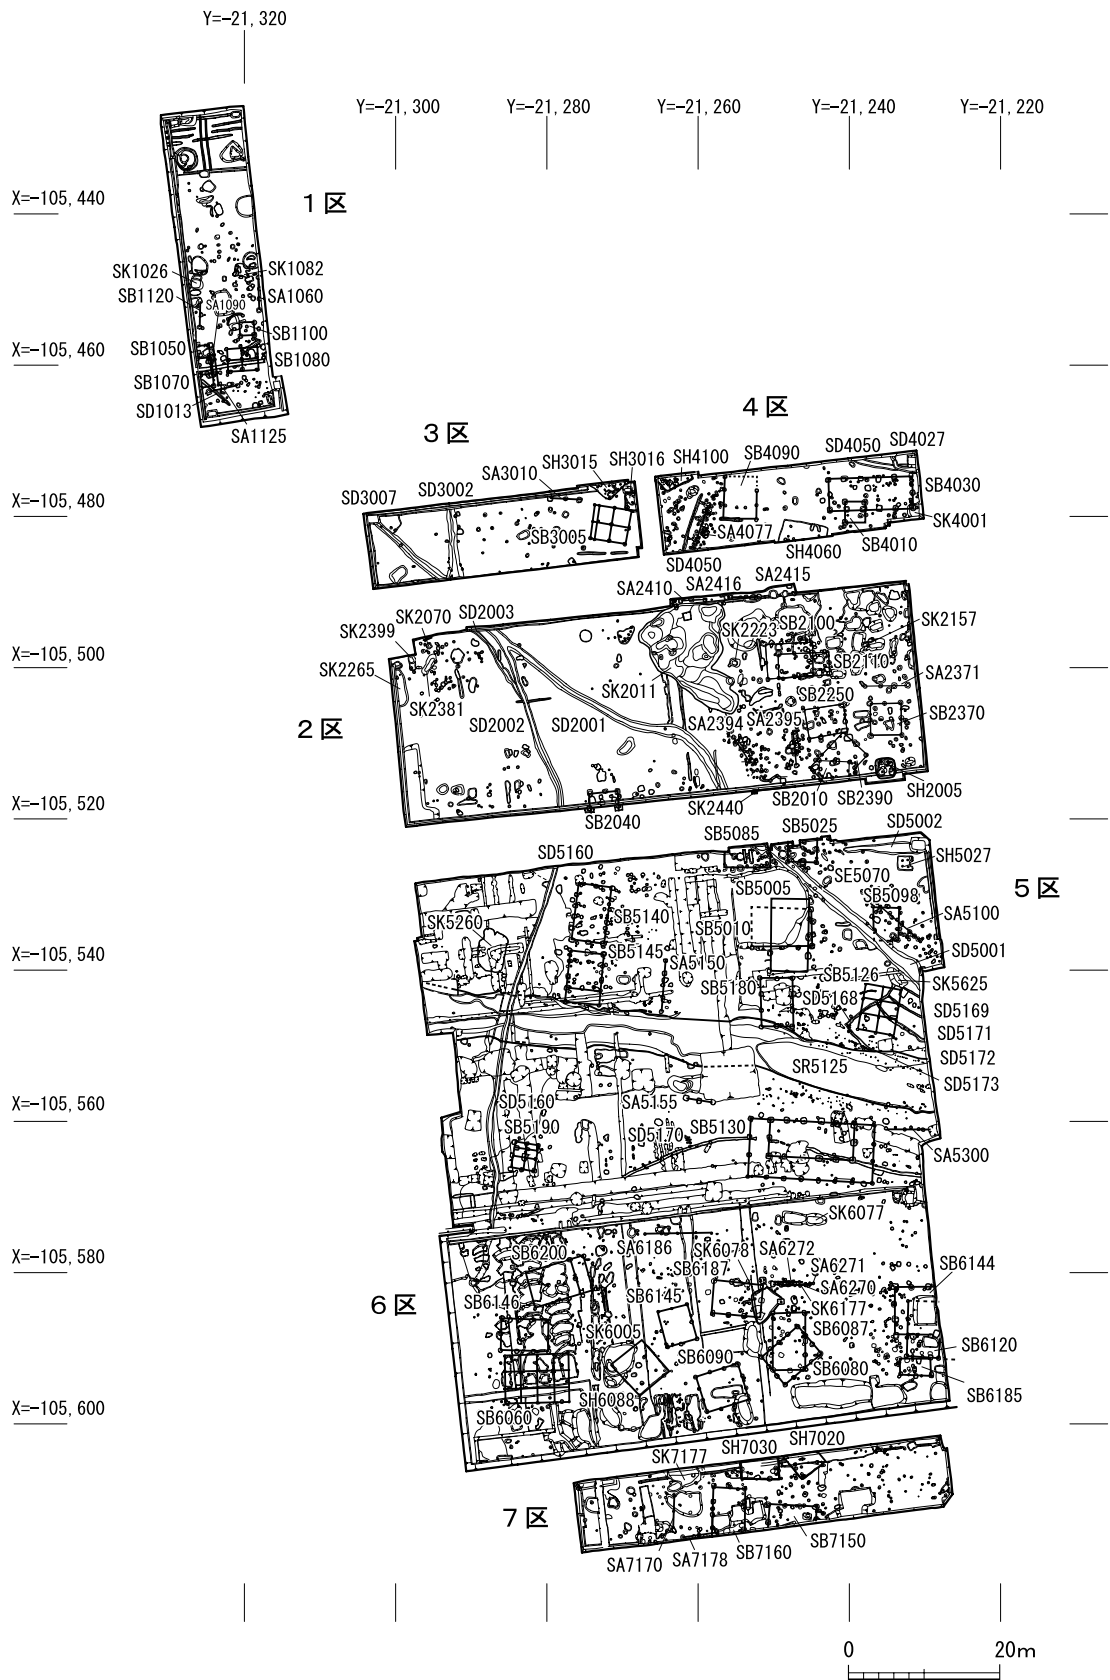 Y=-21,320
Y=-21,300
Y=-21,280
Y=-21,260
Y=-21,240
Y=-21,220
X=-105,440
1区
SK1026
SK1082
SB1120
SA1090
SA1060
SB1100
X=-105,460
SB1050
SB1080
SB1070
SD1013
SA1125
3区
4区
SA3010
SH3015
SH3016
SH4100
SB4090
SD4050
SD4027
X=-105,480
SD3007
SD3002
SB3005
SB4030
SK4001
SA4077
SD4050
SH4060
SB4010
SA2410
SA2416
SA2415
SK2399
SK2070
SD2003
SK2223
SB2100
SK2157
X=-105,500
SK2265
SK2381
SK2011
SB2110
SA2371
2区
SD2002
SD2001
SA2394
SA2395
SB2250
SB2370
X=-105,520
SB2040
SK2440
SB2010
SB2390
SH2005
SB5085
SB5025
SD5002
SD5160
SE5070
SH5027
5区
SK5260
SB5140
SB5005
SB5098
SA5100
SB5010
X=-105,540
SB5145
SA5150
SD5001
SB5180
SB5126
SK5625
SD5168
SD5169
SD5171
SR5125
SD5172
SD5173
X=-105,560
SD5160
SA5155
SB5190
SD5170
SB5130
SA5300
SK6077
X=-105,580
SB6200
SA6186
SK6078
SA6272
SB6187
SA6271
SB6144
6区
SB6146
SB6145
SA6270
SK6177
SK6005
SB6087
SB6090
SB6080
SB6120
SB6185
X=-105,600
SB6060
SH6088
SK7177
SH7030
SH7020
7区
SA7170
SA7178
SB7160
SB7150
0
20m